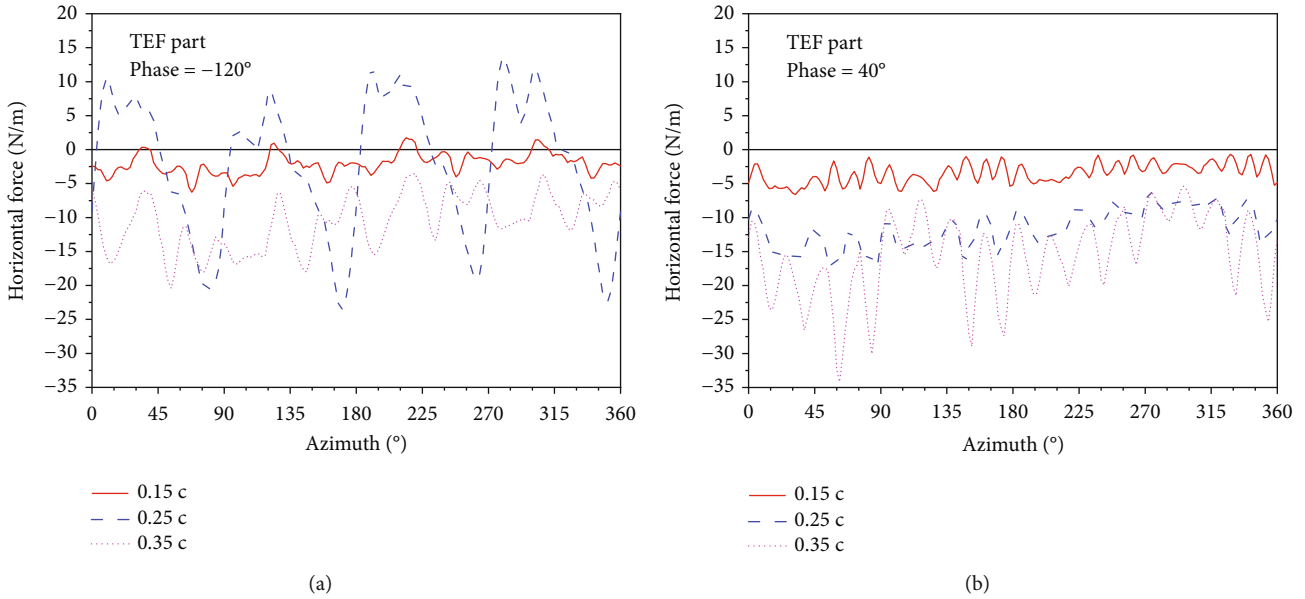 20
15
10
5
0
−5
−10
−15
−20
−25
−30
−35
Horizontal force (N/m)
TEF part
Phase = −120°
0 45 90 135 180 225 270 315 360
Azimuth (°)
0.15 c
0.25 c
0.35 c
(a)
20
15
10
5
0
−5
−10
−15
−20
−25
−30
−35
Horizontal force (N/m)
TEF part
Phase = 40°
0 45 90 135 180 225 270 315 360
Azimuth (°)
0.15 c
0.25 c
0.35 c
(b)